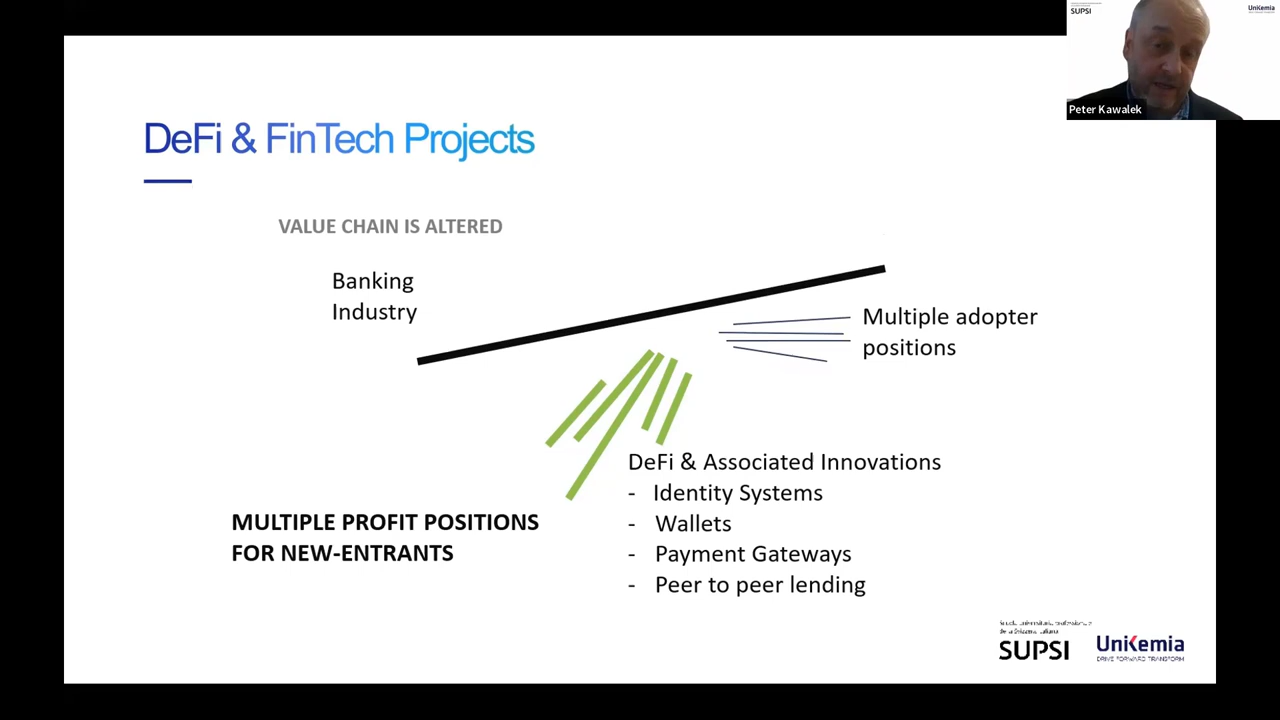 SUPSI
UniKemia
Peter Kawalek
DeFi & FinTech Projects
VALUE CHAIN IS ALTERED
Banking
Industry
Multiple adopter
positions
DeFi & Associated Innovations
- Identity Systems
- Wallets
- Payment Gateways
- Peer to peer lending
MULTIPLE PROFIT POSITIONS
FOR NEW-ENTRANTS
SUPSI
UniKemia
DRIVE FORWARD TRANSFORM